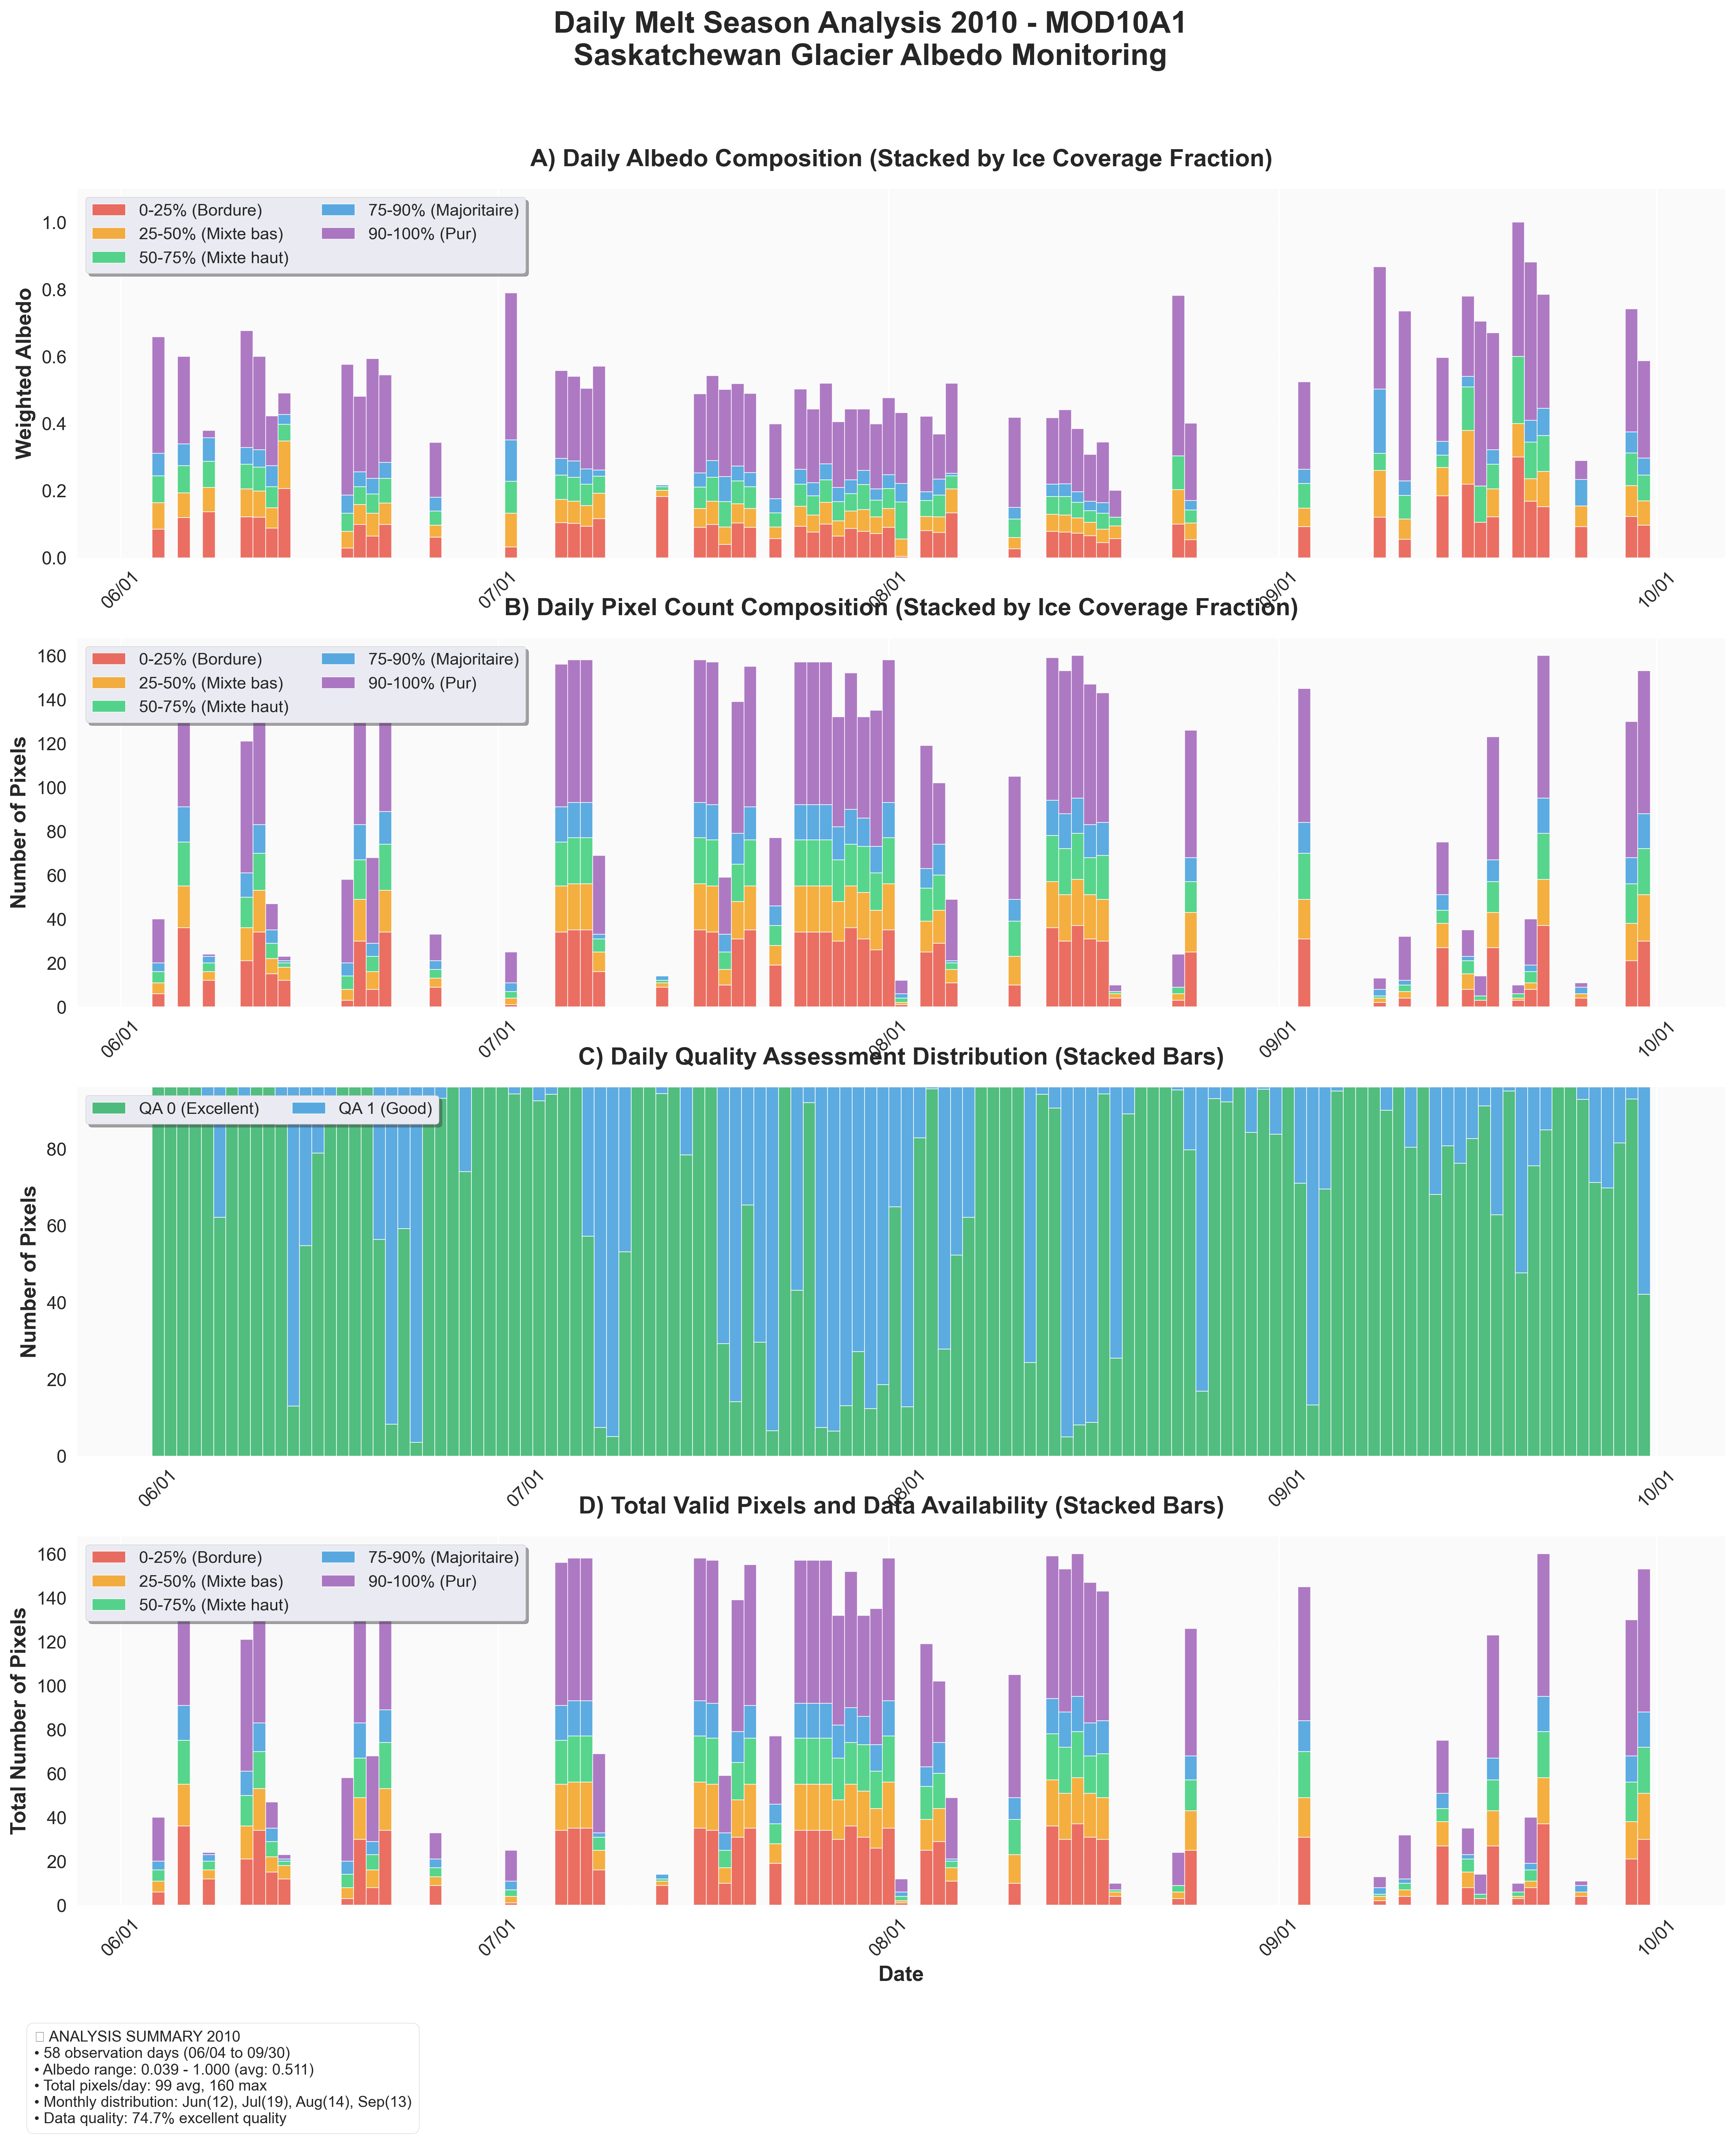 Daily Melt Season Analysis 2010 - MOD10A1
Saskatchewan Glacier Albedo Monitoring
A) Daily Albedo Composition (Stacked by Ice Coverage Fraction)
Weighted Albedo
1.0
0.8
0.6
0.4
0.2
0.0
0-25% (Bordure)
25-50% (Mixte bas)
50-75% (Mixte haut)
75-90% (Majoritaire)
90-100% (Pur)
06/01
07/01
08/01
09/01
10/01
B) Daily Pixel Count Composition (Stacked by Ice Coverage Fraction)
Number of Pixels
160
140
120
100
80
60
40
20
0
0-25% (Bordure)
25-50% (Mixte bas)
50-75% (Mixte haut)
75-90% (Majoritaire)
90-100% (Pur)
06/01
07/01
08/01
09/01
10/01
C) Daily Quality Assessment Distribution (Stacked Bars)
Number of Pixels
80
60
40
20
0
QA 0 (Excellent)
QA 1 (Good)
06/01
07/01
08/01
09/01
10/01
D) Total Valid Pixels and Data Availability (Stacked Bars)
Total Number of Pixels
160
140
120
100
80
60
40
20
0
0-25% (Bordure)
25-50% (Mixte bas)
50-75% (Mixte haut)
75-90% (Majoritaire)
90-100% (Pur)
06/01
07/01
08/01
09/01
10/01
Date
ANALYSIS SUMMARY 2010
• 58 observation days (06/04 to 09/30)
• Albedo range: 0.039 - 1.000 (avg: 0.511)
• Total pixels/day: 99 avg, 160 max
• Monthly distribution: Jun(12), Jul(19), Aug(14), Sep(13)
• Data quality: 74.7% excellent quality